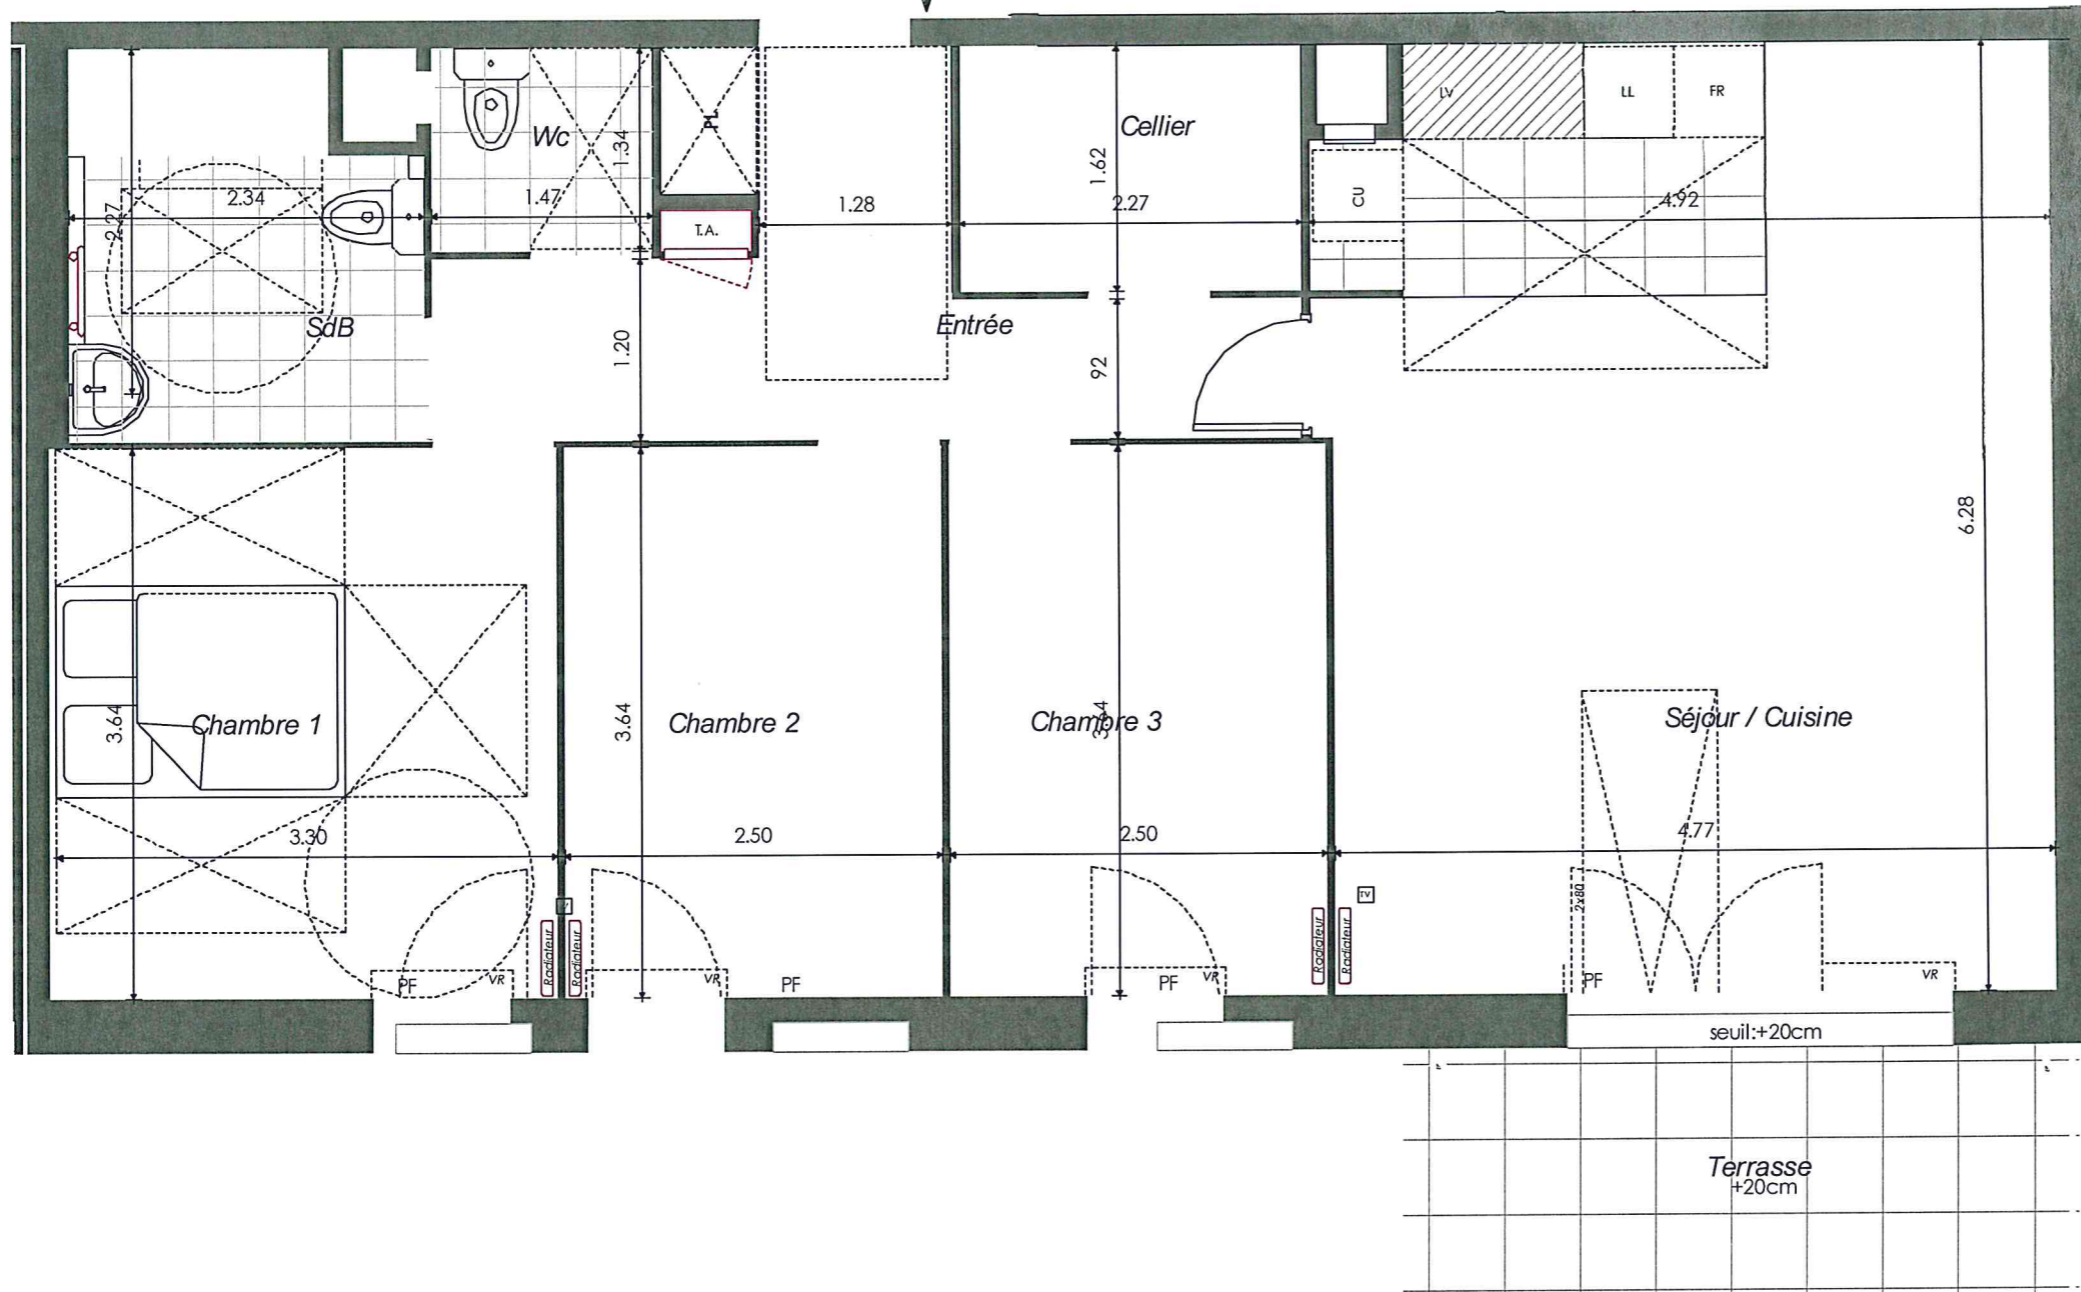 LV
LL
FR
PL
Wc
1.34
Cellier
1.62
CU
2.27
2.34
1.47
T.A.
1.28
2.27
4.92
SdB
1.20
Entrée
92
6.28
3.64
Chambre 1
3.64
Chambre 2
Chambre 3
3.64
Séjour / Cuisine
3.30
2.50
2.50
4.77
TV
2x80
Radiateur
Radiateur
Radiateur
Radiateur
PF
VR
VR
PF
PF
VR
PF
VR
seuil:+20cm
Terrasse
+20cm